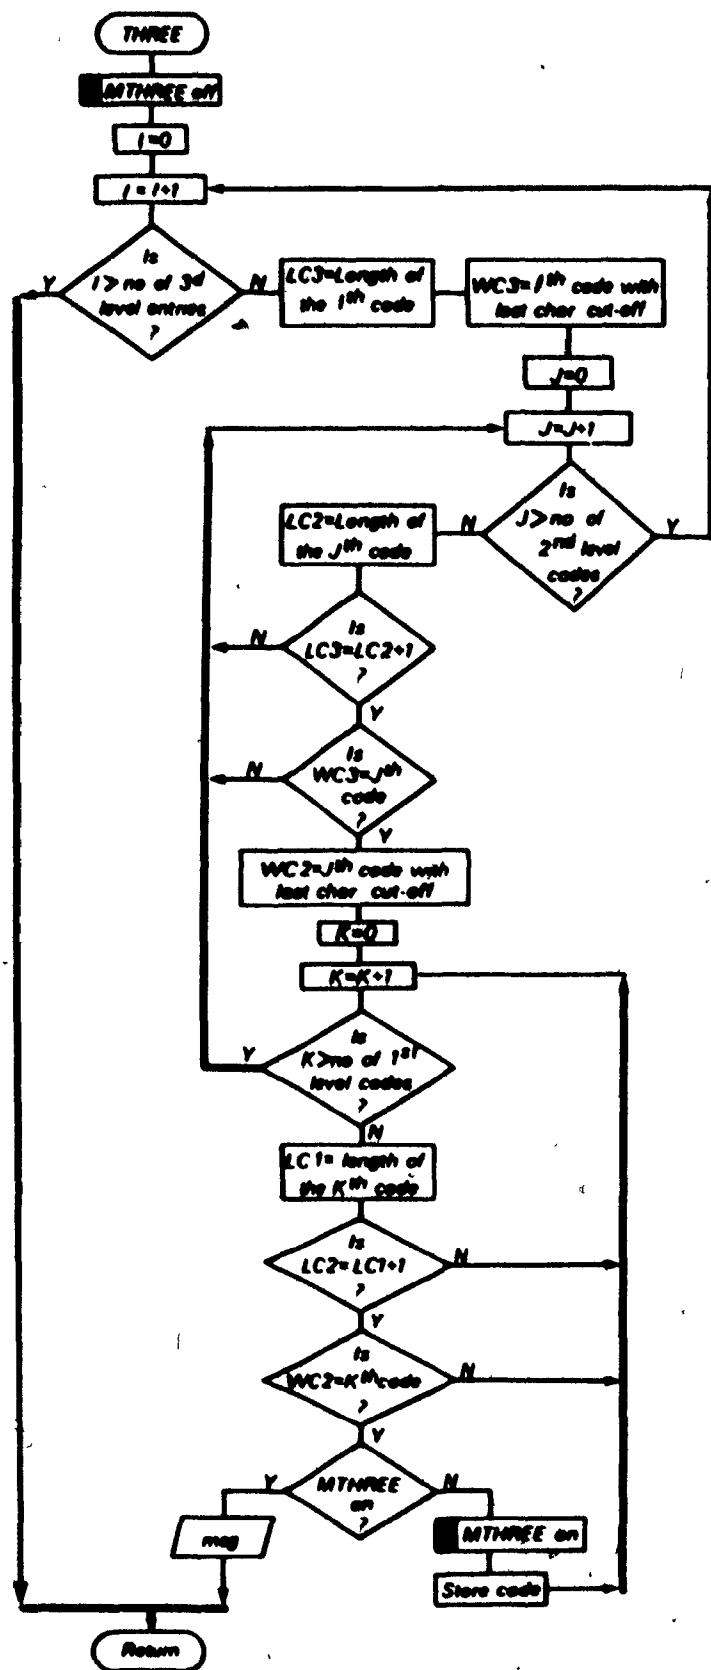 THREE
MTHREE off
I=0
I=I+1
Is
I > no of 3rd
level entries
?
Y
N
LC3=Length of
the Ith code
WC3=Ith code with
last char cut-off
J=0
J=J+1
Is
J > no of
2nd level
codes
?
N
Y
LC2=Length of
the Jth code
Is
LC3=LC2+1
?
N
Y
Is
WC3=Jth
code
?
N
Y
WC2=Jth code with
last char cut-off
K=0
K=K+1
Is
K>no of 1st
level codes
?
Y
N
LC1= length of
the Kth code
Is
LC2=LC1+1
?
N
Y
Is
WC2=Kth code
?
N
Y
MTHREE
on
?
Y
N
msg
MTHREE on
Store code
Return